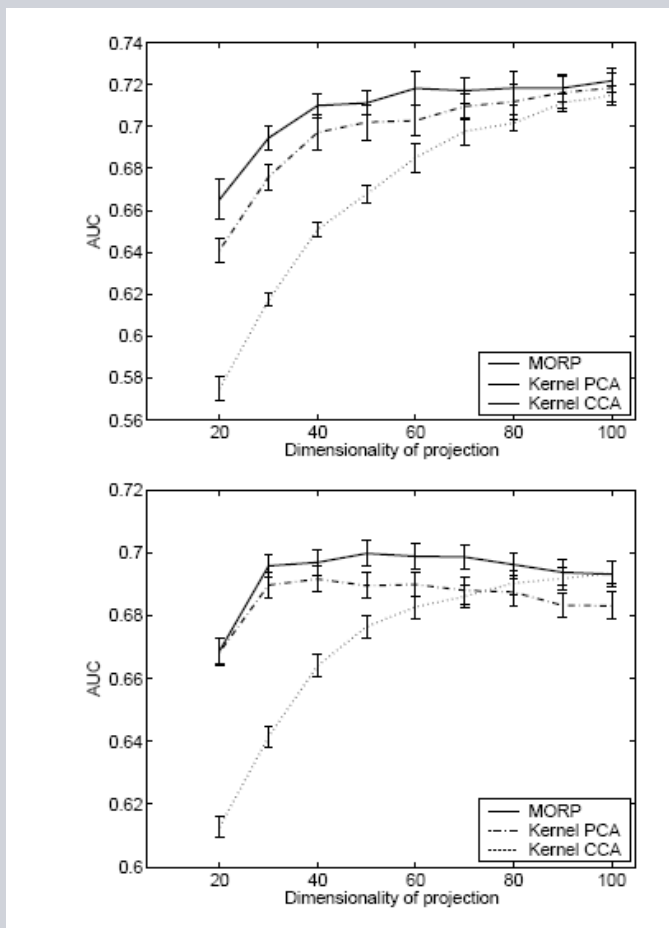 0.74
0.72
0.7
0.68
0.66
0.64
0.62
0.6
0.58
0.56
AUC
MORP
Kernel PCA
Kernel CCA
20 40 60 80 100
Dimensionality of projection
0.72
0.7
0.68
0.66
0.64
0.62
0.6
AUC
MORP
Kernel PCA
Kernel CCA
20 40 60 80 100
Dimensionality of projection